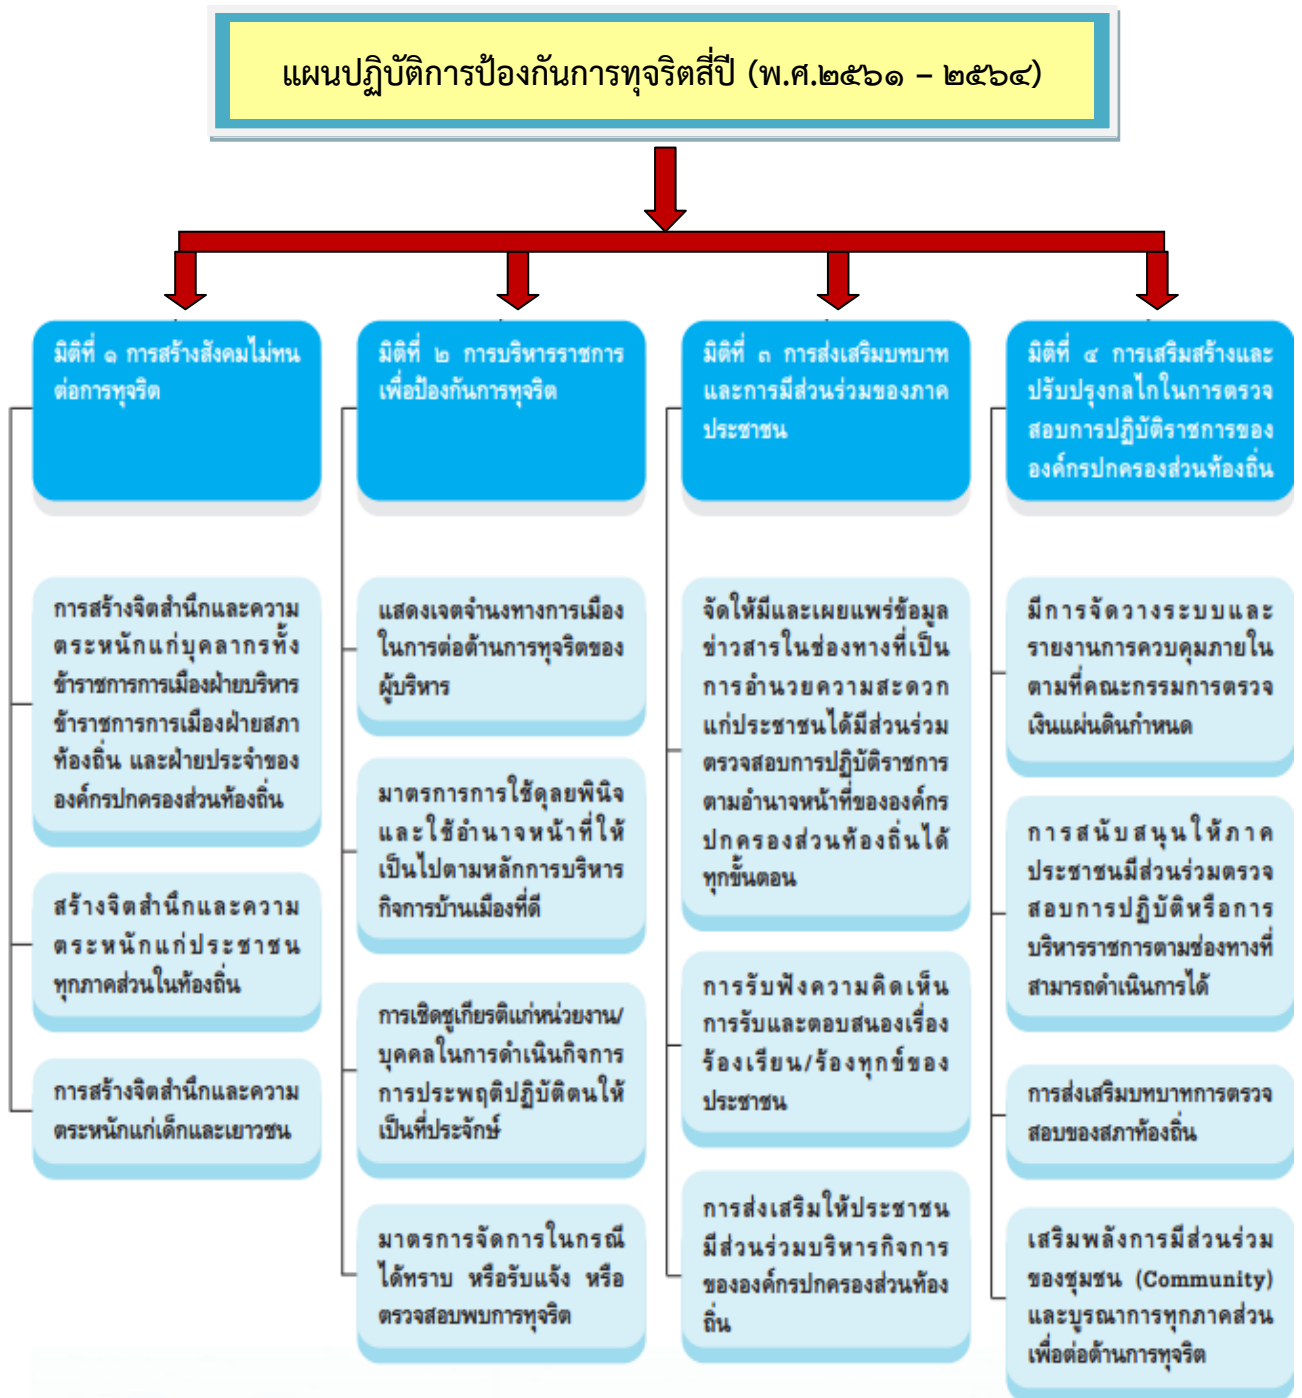 แผนปฏิบัติการป้องกันการทุจริตสี่ปี (พ.ศ.๒๕๖๑ – ๒๕๖๔)
มิติที่ ๑ การสร้างสังคมไม่ทน
ต่อการทุจริต
การสร้างจิตสำนึกและความ
ตระหนักแก่บุคลากรทั้ง
ข้าราชการการเมืองฝ่ายบริหาร
ข้าราชการการเมืองฝ่ายสภา
ท้องถิ่น และฝ่ายประจำของ
องค์กรปกครองส่วนท้องถิ่น
สร้างจิตสำนึกและความ
ตระหนักแก่ประชาชน
ทุกภาคส่วนในท้องถิ่น
การสร้างจิตสำนึกและความ
ตระหนักแก่เด็กและเยาวชน
มิติที่ ๒ การบริหารราชการ
เพื่อป้องกันการทุจริต
แสดงเจตจำนงทางการเมือง
ในการต่อต้านการทุจริตของ
ผู้บริหาร
มาตรการการใช้ดุลยพินิจ
และใช้อำนาจหน้าที่ให้
เป็นไปตามหลักการบริหาร
กิจการบ้านเมืองที่ดี
การเชิดชูเกียรติแก่หน่วยงาน/
บุคคลในการดำเนินกิจการ
การประพฤติปฏิบัติตนให้
เป็นที่ประจักษ์
มาตรการจัดการในกรณี
ได้ทราบ หรือรับแจ้ง หรือ
ตรวจสอบพบการทุจริต
มิติที่ ๓ การส่งเสริมบทบาท
และการมีส่วนร่วมของภาค
ประชาชน
จัดให้มีและเผยแพร่ข้อมูล
ข่าวสารในช่องทางที่เป็น
การอำนวยความสะดวก
แก่ประชาชนได้มีส่วนร่วม
ตรวจสอบการปฏิบัติราชการ
ตามอำนาจหน้าที่ขององค์กร
ปกครองส่วนท้องถิ่นได้
ทุกขั้นตอน
การรับฟังความคิดเห็น
การรับและตอบสนองเรื่อง
ร้องเรียน/ร้องทุกข์ของ
ประชาชน
การส่งเสริมให้ประชาชน
มีส่วนร่วมบริหารกิจการ
ขององค์กรปกครองส่วนท้อง
ถิ่น
มิติที่ ๔ การเสริมสร้างและ
ปรับปรุงกลไกในการตรวจ
สอบการปฏิบัติราชการของ
องค์กรปกครองส่วนท้องถิ่น
มีการจัดวางระบบและ
รายงานการควบคุมภายใน
ตามที่คณะกรรมการตรวจ
เงินแผ่นดินกำหนด
การสนับสนุนให้ภาค
ประชาชนมีส่วนร่วมตรวจ
สอบการปฏิบัติหรือการ
บริหารราชการตามช่องทางที่
สามารถดำเนินการได้
การส่งเสริมบทบาทการตรวจ
สอบของสภาท้องถิ่น
เสริมพลังการมีส่วนร่วม
ของชุมชน (Community)
และบูรณาการทุกภาคส่วน
เพื่อต่อต้านการทุจริต